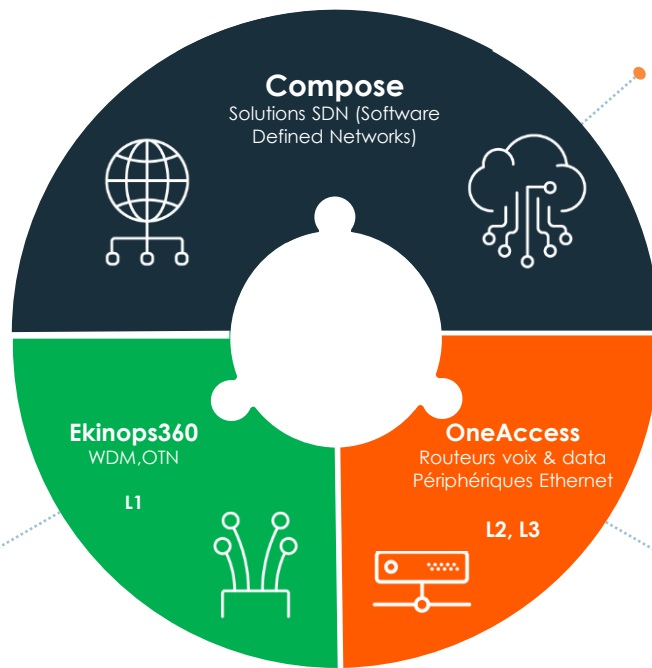 Compose
Solutions SDN (Software
Defined Networks)
Ekinops360
WDM,OTN
L1
OneAccess
Routeurs voix & data
Périphériques Ethernet
L2, L3